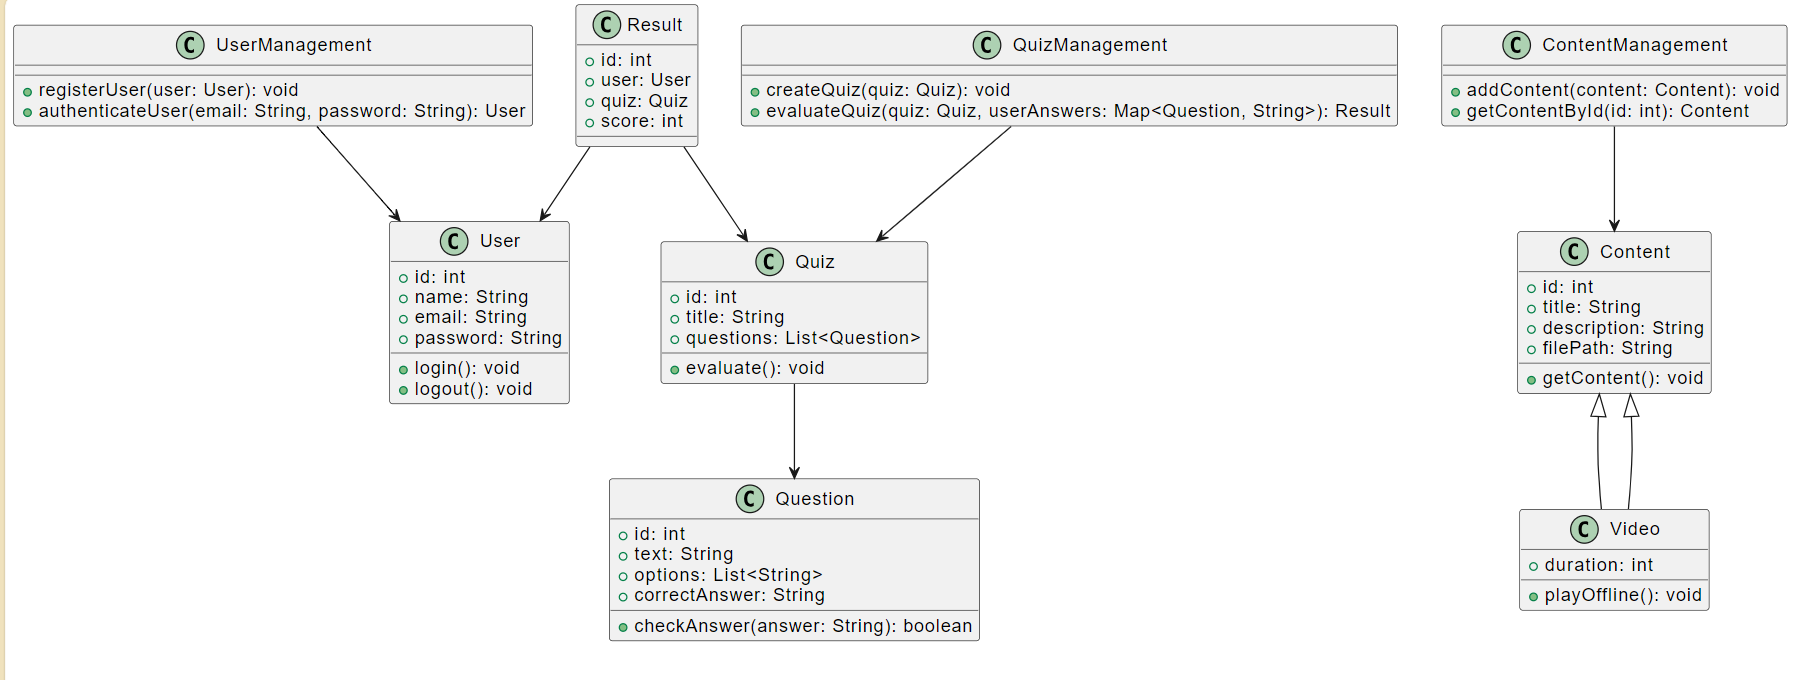 C UserManagement
registerUser(user: User): void
authenticateUser(email: String, password: String): User
C Result
id: int
user: User
quiz: Quiz
score: int
C QuizManagement
createQuiz(quiz: Quiz): void
evaluateQuiz(quiz: Quiz, userAnswers: Map<Question, String>): Result
C ContentManagement
addContent(content: Content): void
getContentById(id: int): Content
C User
id: int
name: String
email: String
password: String
login(): void
logout(): void
C Quiz
id: int
title: String
questions: List<Question>
evaluate(): void
C Content
id: int
title: String
description: String
filePath: String
getContent(): void
C Question
id: int
text: String
options: List<String>
correctAnswer: String
checkAnswer(answer: String): boolean
C Video
duration: int
playOffline(): void